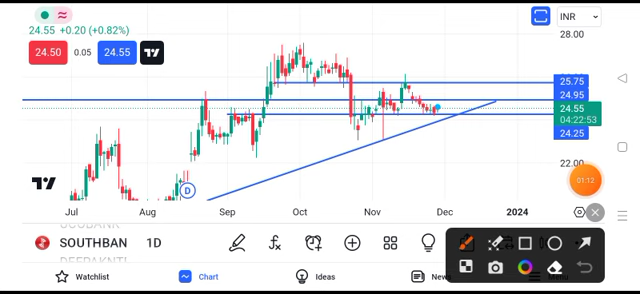 24.55 +0.20 (+0.82%)
INR
28.00
24.50 0.05 24.55
25.75
24.95
24.55
04:22:53
24.25
22.00
01:12
D
Jul Aug Sep Oct Nov Dec 2024
SOUTHBAN 1D
Watchlist Chart Ideas News Menu